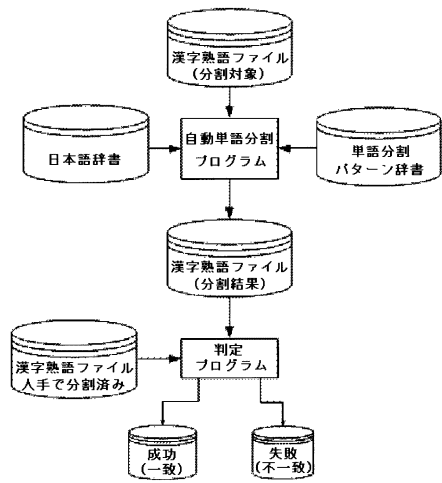 漢字熟語ファイル
(分割対象)
日本語辞書
自動単語分割
プログラム
単語分割
パターン辞書
漢字熟語ファイル
(分割結果)
漢字熟語ファイル
人手で分割済み
判定
プログラム
成功
(一致)
失敗
(不一致)